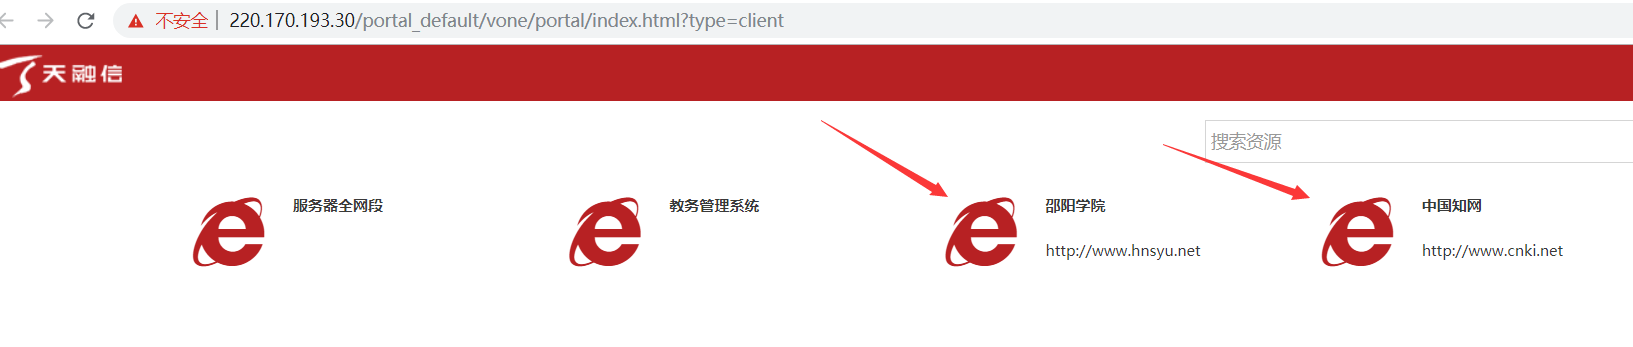 不安全 | 220.170.193.30/portal_default/vone/portal/index.html?type=client
天融信
搜索资源
服务器全网段
教务管理系统
邵阳学院
http://www.hnsyu.net
中国知网
http://www.cnki.net